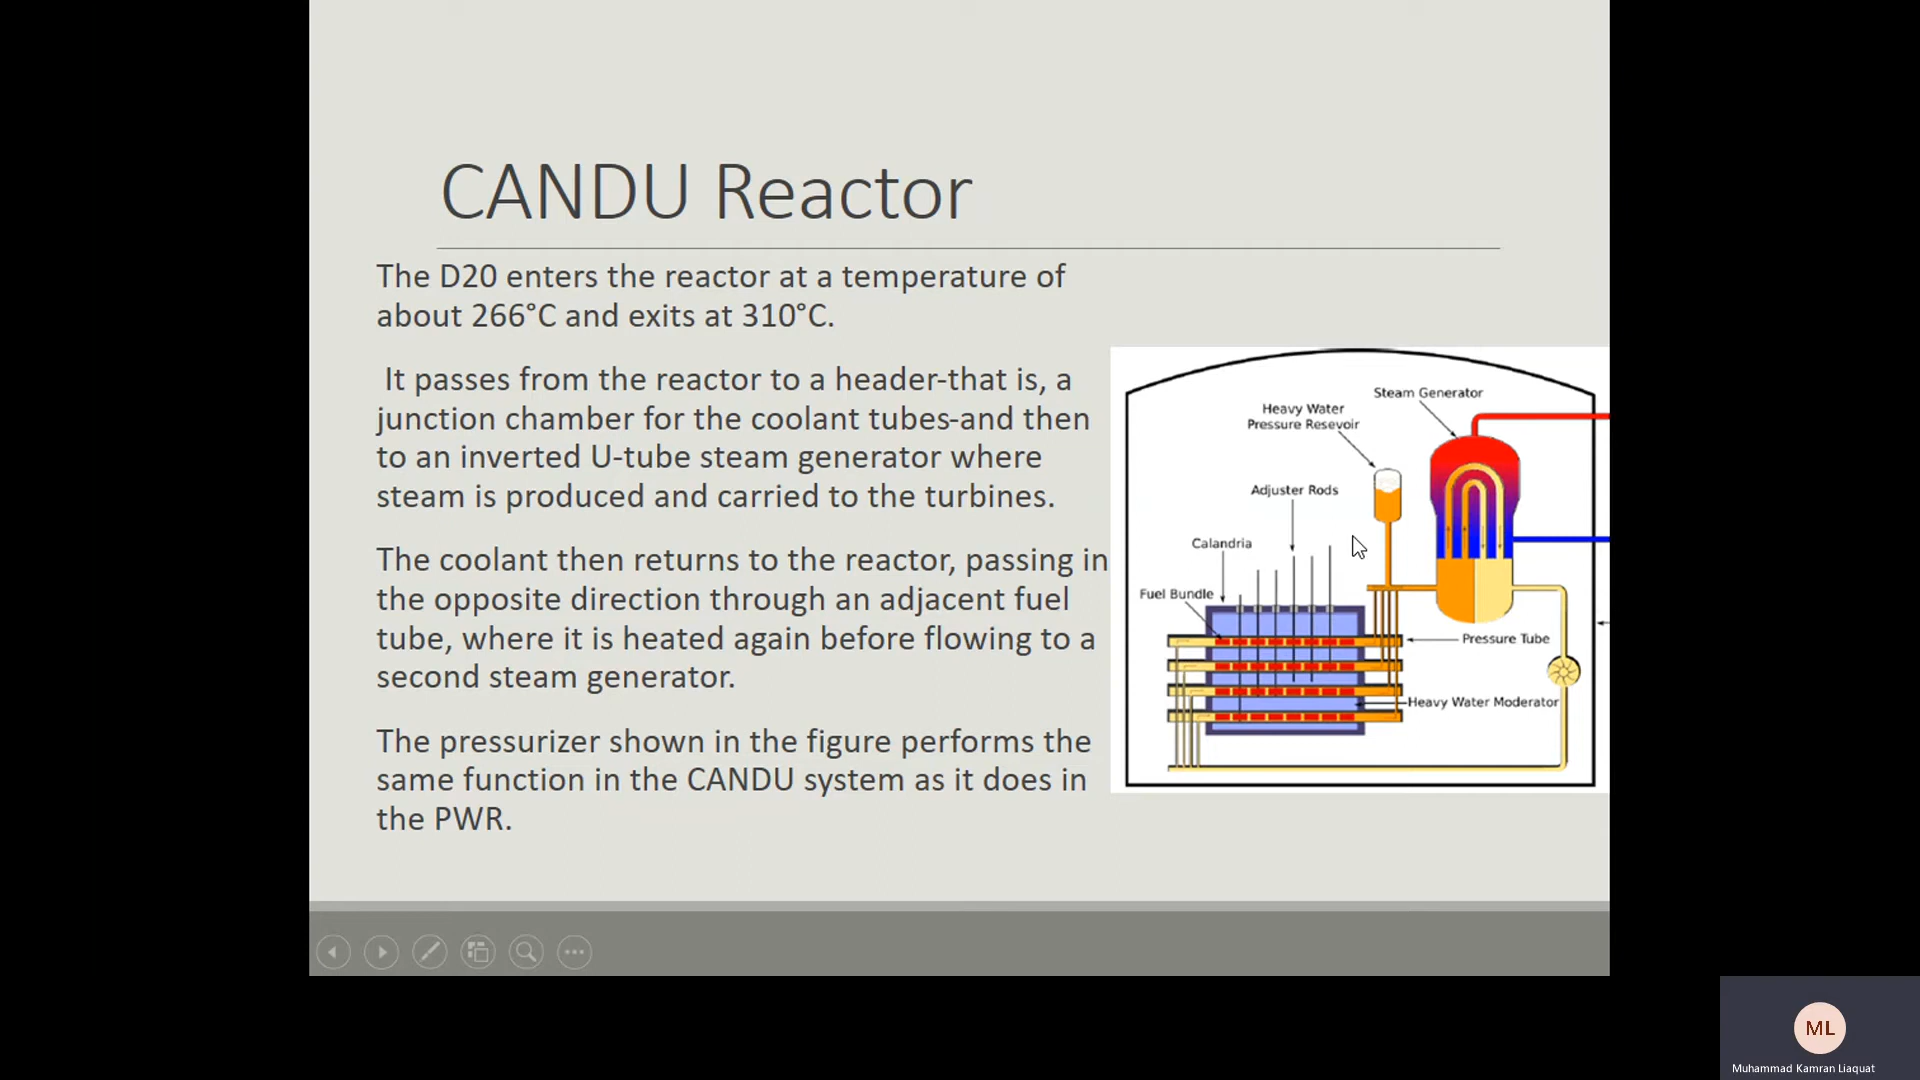 CANDU Reactor
The D20 enters the reactor at a temperature of
about 266°C and exits at 310°C.
It passes from the reactor to a header-that is, a
junction chamber for the coolant tubes-and then
to an inverted U-tube steam generator where
steam is produced and carried to the turbines.
The coolant then returns to the reactor, passing in
the opposite direction through an adjacent fuel
tube, where it is heated again before flowing to a
second steam generator.
The pressurizer shown in the figure performs the
same function in the CANDU system as it does in
the PWR.
Steam Generator
Heavy Water
Pressure Resevoir
Adjuster Rods
Calandria
Fuel Bundle
Pressure Tube
Heavy Water Moderator
ML
Muhammad Kamran Liaquat